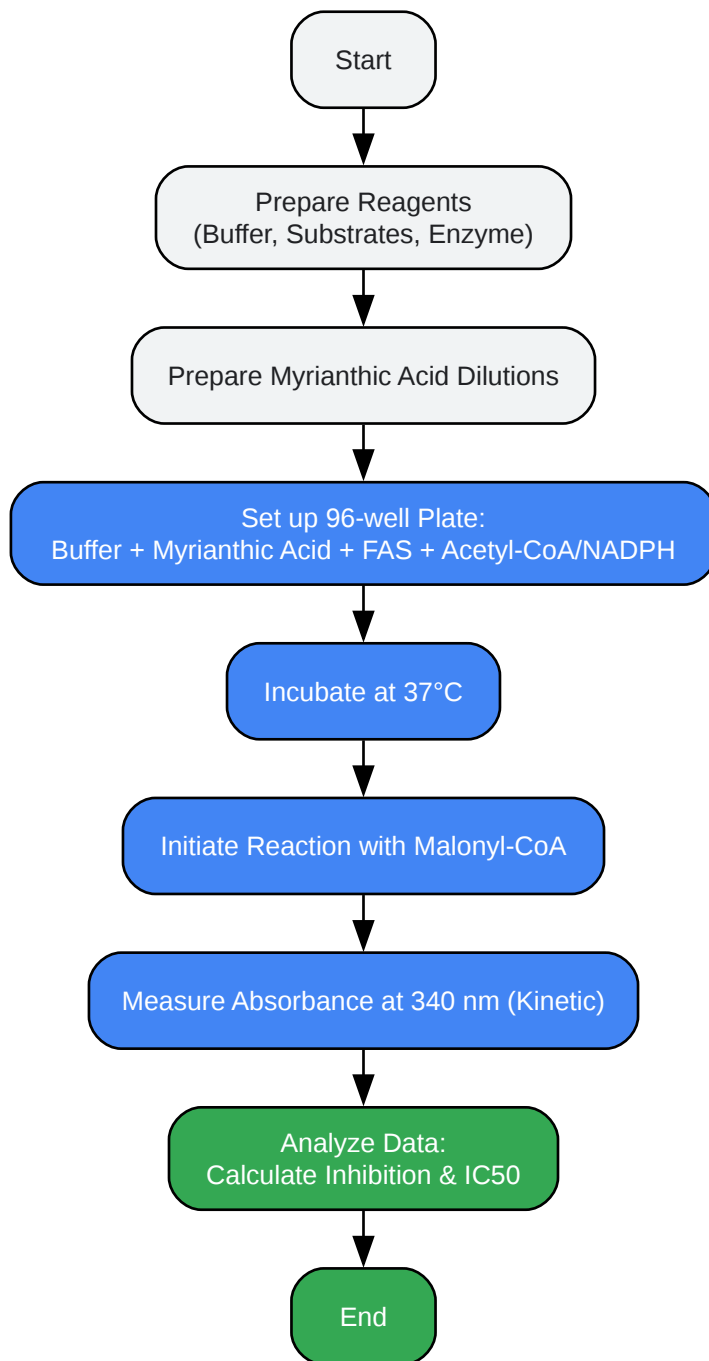 Start
Prepare Reagents
(Buffer, Substrates, Enzyme)
Prepare Myrianthic Acid Dilutions
Set up 96-well Plate:
Buffer + Myrianthic Acid + FAS + Acetyl-CoA/NADPH
Incubate at 37°C
Initiate Reaction with Malonyl-CoA
Measure Absorbance at 340 nm (Kinetic)
Analyze Data:
Calculate Inhibition & IC50
End